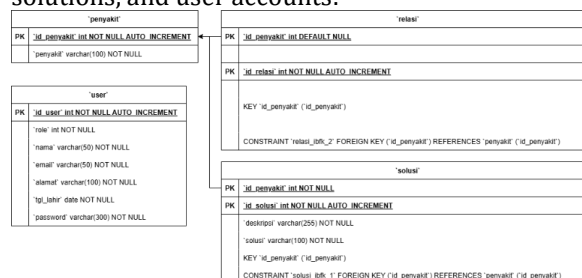 solutions, and user accounts.
`penyakit`
PK `id_penyakit` int NOT NULL AUTO_INCREMENT
`penyakit` varchar(100) NOT NULL
`user`
PK `id_user` int NOT NULL AUTO_INCREMENT
`role` int NOT NULL
`nama` varchar(50) NOT NULL
`email` varchar(50) NOT NULL
`alamat` varchar(100) NOT NULL
`tgl_lahir` date NOT NULL
`password` varchar(300) NOT NULL
`relasi`
PK `id_penyakit` int DEFAULT NULL
PK `id_relasi` int NOT NULL AUTO_INCREMENT
KEY `id_penyakit` (`id_penyakit`)
CONSTRAINT `relasi_ibfk_2` FOREIGN KEY (`id_penyakit`) REFERENCES `penyakit` (`id_penyakit`)
`solusi`
PK `id_penyakit` int NOT NULL
PK `id_solusi` int NOT NULL AUTO_INCREMENT
`deskripsi` varchar(255) NOT NULL
`solusi` varchar(100) NOT NULL
KEY `id_penyakit` (`id_penyakit`)
CONSTRAINT `solusi_ibfk_1` FOREIGN KEY (`id_penyakit`) REFERENCES `penyakit` (`id_penyakit`)